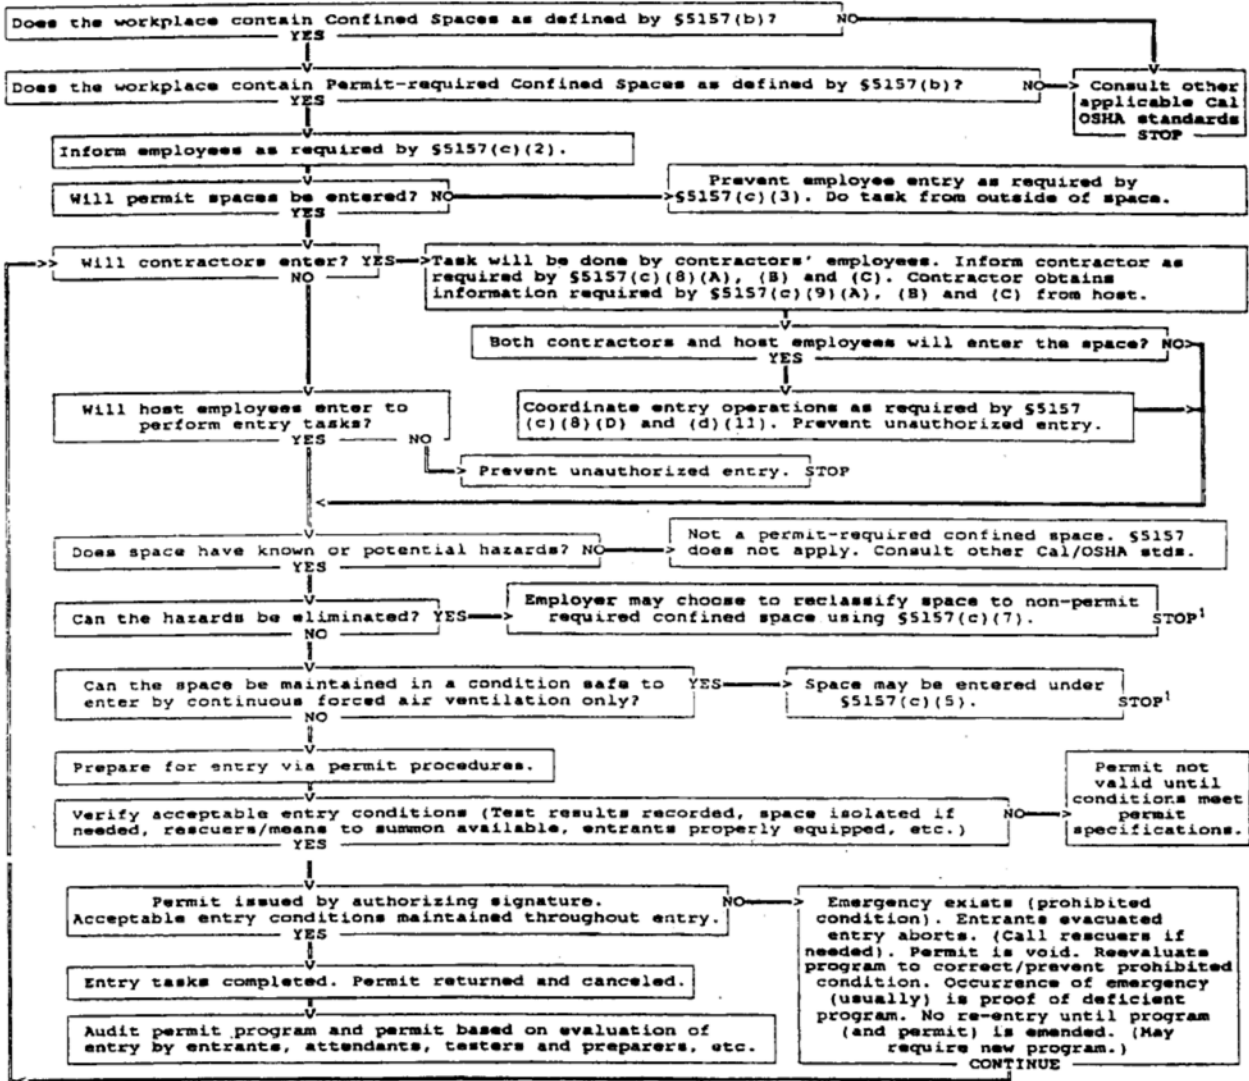 Does the workplace contain Confined Spaces as defined by §5157(b)? NO
YES
Does the workplace contain Permit-required Confined Spaces as defined by §5157(b)? NO
YES
Consult other
applicable Cal
OSHA standards
STOP
Inform employees as required by §5157(c)(2).
Will permit spaces be entered? NO
YES
Prevent employee entry as required by
§5157(c)(3). Do task from outside of space.
Will contractors enter? YES
NO
Task will be done by contractors' employees. Inform contractor as
required by §5157(c)(8)(A), (B) and (C). Contractor obtains
information required by §5157(c)(9)(A), (B) and (C) from host.
Both contractors and host employees will enter the space? NO
YES
Will host employees enter to
perform entry tasks?
YES NO
Coordinate entry operations as required by §5157
(c)(8)(D) and (d)(11). Prevent unauthorized entry.
Prevent unauthorized entry. STOP
Does space have known or potential hazards? NO
YES
Not a permit-required confined space. §5157
does not apply. Consult other Cal/OSHA stds.
Can the hazards be eliminated? YES
NO
Employer may choose to reclassify space to non-permit
required confined space using §5157(c)(7). STOP¹
Can the space be maintained in a condition safe to YES
enter by continuous forced air ventilation only?
NO
Space may be entered under
§5157(c)(5). STOP¹
Prepare for entry via permit procedures.
Verify acceptable entry conditions (Test results recorded, space isolated if
needed, rescuers/means to summon available, entrants properly equipped, etc.) NO
YES
Permit not
valid until
conditions meet
permit
specifications.
Permit issued by authorizing signature. NO
Acceptable entry conditions maintained throughout entry.
YES
Emergency exists (prohibited
condition). Entrants evacuated
entry aborts. (Call rescuers if
needed). Permit is void. Reevaluate
program to correct/prevent prohibited
condition. Occurrence of emergency
(usually) is proof of deficient
program. No re-entry until program
(and permit) is emended. (May
require new program.)
CONTINUE
Entry tasks completed. Permit returned and canceled.
Audit permit program and permit based on evaluation of
entry by entrants, attendants, testers and preparers, etc.